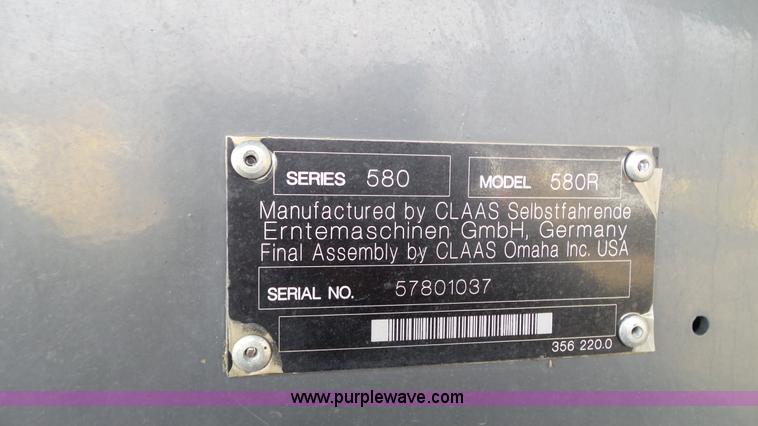 SERIES 580 MODEL 580R
Manufactured by CLAAS Selbstfahrende
Erntemaschinen GmbH, Germany
Final Assembly by CLAAS Omaha Inc. USA
SERIAL NO. 57801037
356 220.0
www.purplewave.com